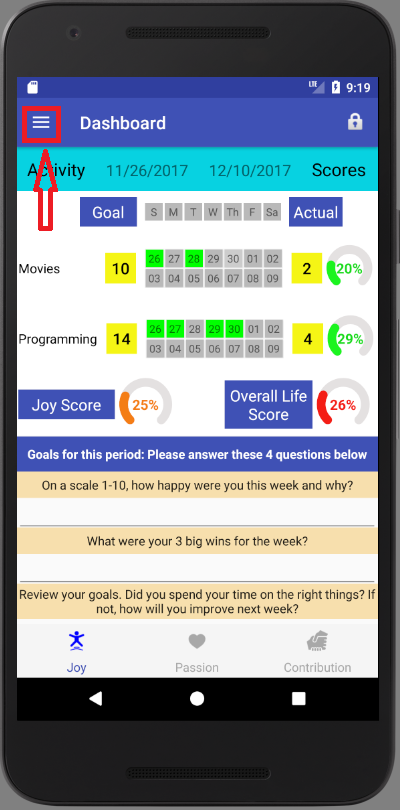 LTE 9:19
Dashboard
Activity 11/26/2017 12/10/2017 Scores
Goal S M T W Th F Sa Actual
26 27 28 29 30 01 02
Movies 10 2 20%
03 04 05 06 07 08 09
26 27 28 29 30 01 02
Programming 14 4 29%
03 04 05 06 07 08 09
Joy Score 25% Overall Life
Score 26%
Goals for this period: Please answer these 4 questions below
On a scale 1-10, how happy were you this week and why?
What were your 3 big wins for the week?
Review your goals. Did you spend your time on the right things? If
not, how will you improve next week?
Joy Passion Contribution